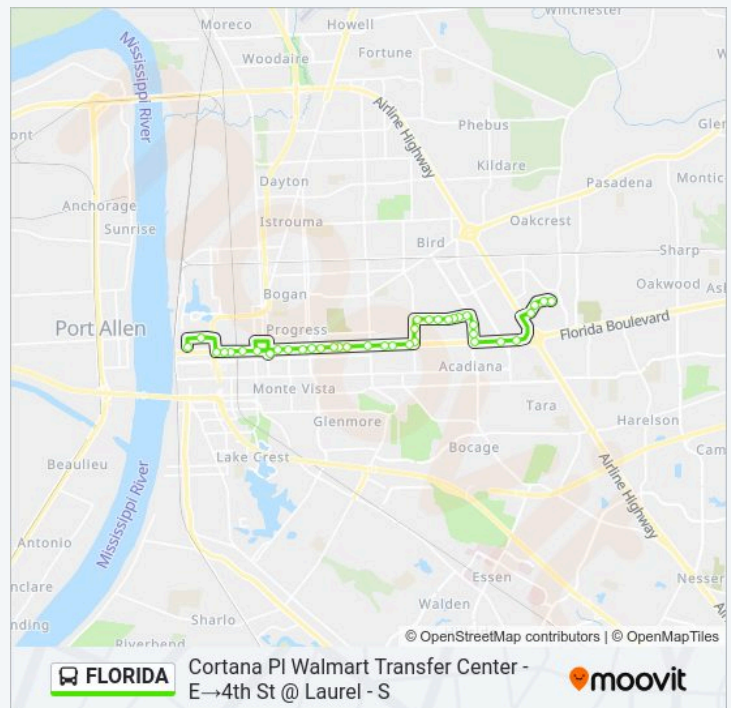 Moreco
Howell
Winchester
Woodaire
Fortune
Mississippi River
Airline Highway
Phebus
Kildare
Dayton
Pasadena
Montic
Anchorage
Sunrise
Istrouma
Oakcrest
Bird
Sharp
Bogan
Oakwood
Port Allen
Progress
Florida Boulevard
Acadiana
Monte Vista
Tara
Glenmore
Harelson
Bocage
Cam
Lake Crest
Beaulieu
Airline Highway
Mississippi River
Antonio
Essen
Nesser
nclare
Walden
Sharlo
nding
Riverbend
© OpenStreetMap contributors | © OpenMapTiles
FLORIDA
Cortana Pl Walmart Transfer Center -
E→4th St @ Laurel - S
moovit